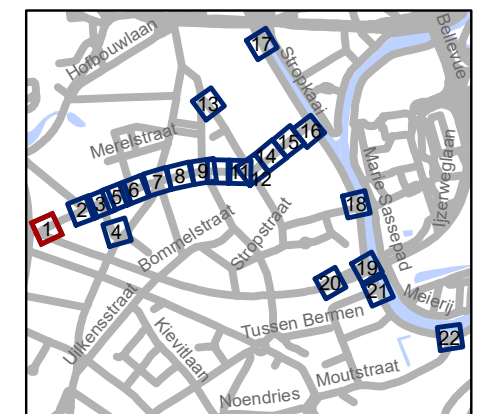 Hofbouwlaan
17
Stropkaai
Bellevue
13
Merelstraat
16
15
14
Marie Sassepad
Ijzerweglaan
1
2
3
5
6
7
8
9
11
12
4
Bommelstraat
Stropstraat
18
19
20
21
Meierij
Uilkensstraat
Kievitlaan
Tussen Bermen
22
Moutstraat
Noendries